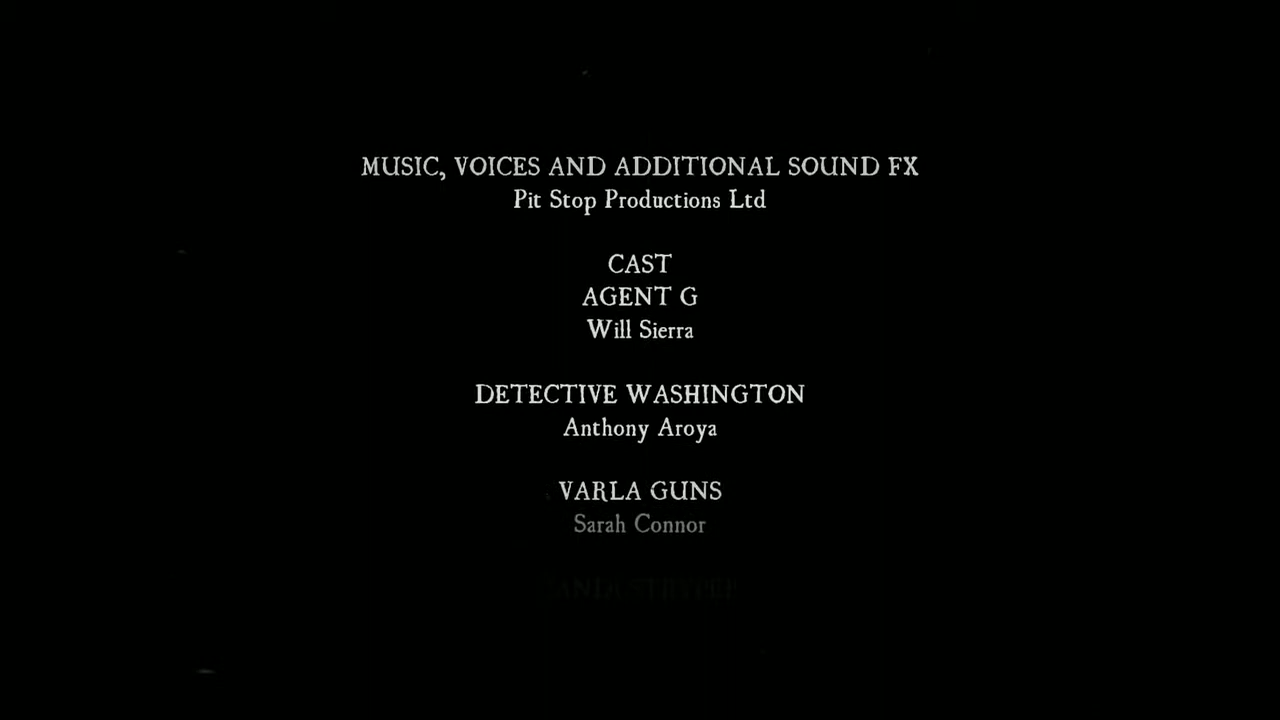 MUSIC, VOICES AND ADDITIONAL SOUND FX
Pit Stop Productions Ltd
CAST
AGENT G
Will Sierra
DETECTIVE WASHINGTON
Anthony Aroya
VARLA GUNS
Sarah Connor